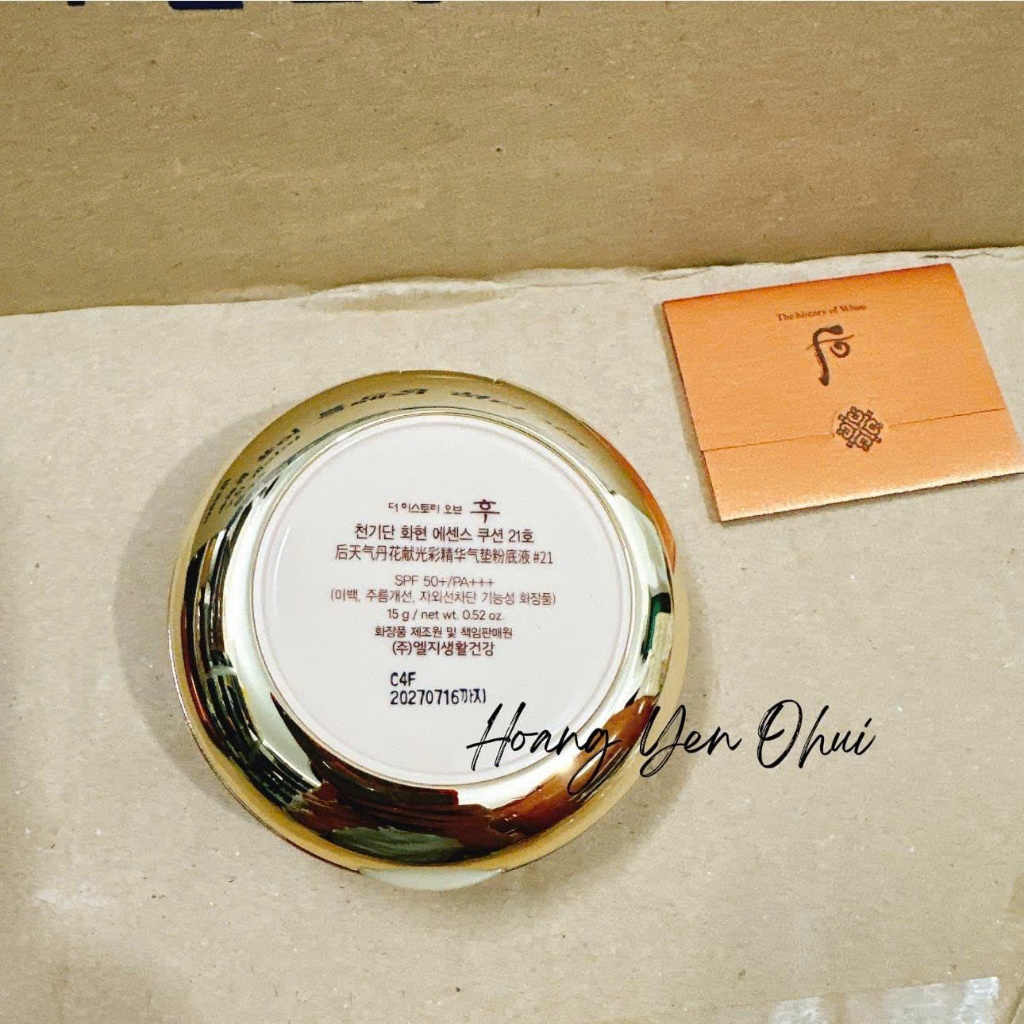 The history of Whoo
后
더 히스토리 오브 후
천기단 화현 에센스 쿠션 21호
后天气丹花献光彩精华气垫粉底液 #21
SPF 50+/PA+++
(미백, 주름개선, 자외선차단 기능성 화장품)
15 g / net wt. 0.52 oz.
화장품 제조원 및 책임판매원
(주)엘지생활건강
C4F
20270716까지
Hoang Yen Ohui